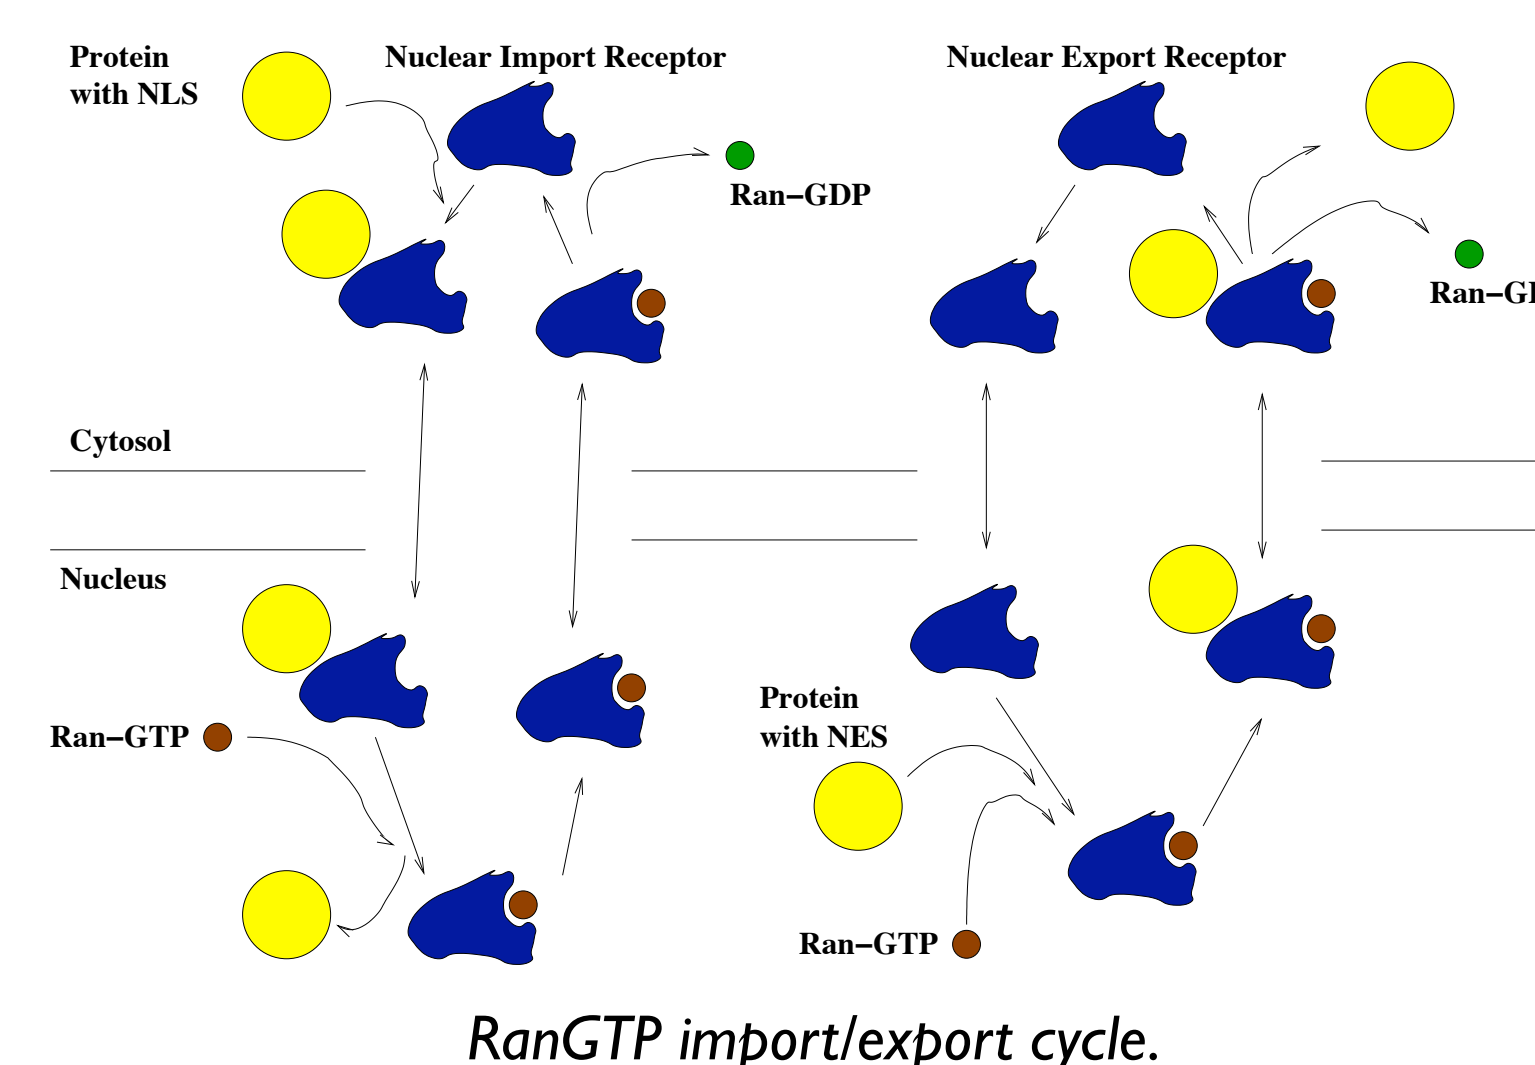 Protein
with NLS
Nuclear Import Receptor
Ran−GDP
Cytosol
Nucleus
Ran−GTP
Nuclear Export Receptor
Protein
with NES
Ran−GTP
RanGTP import/export cycle.